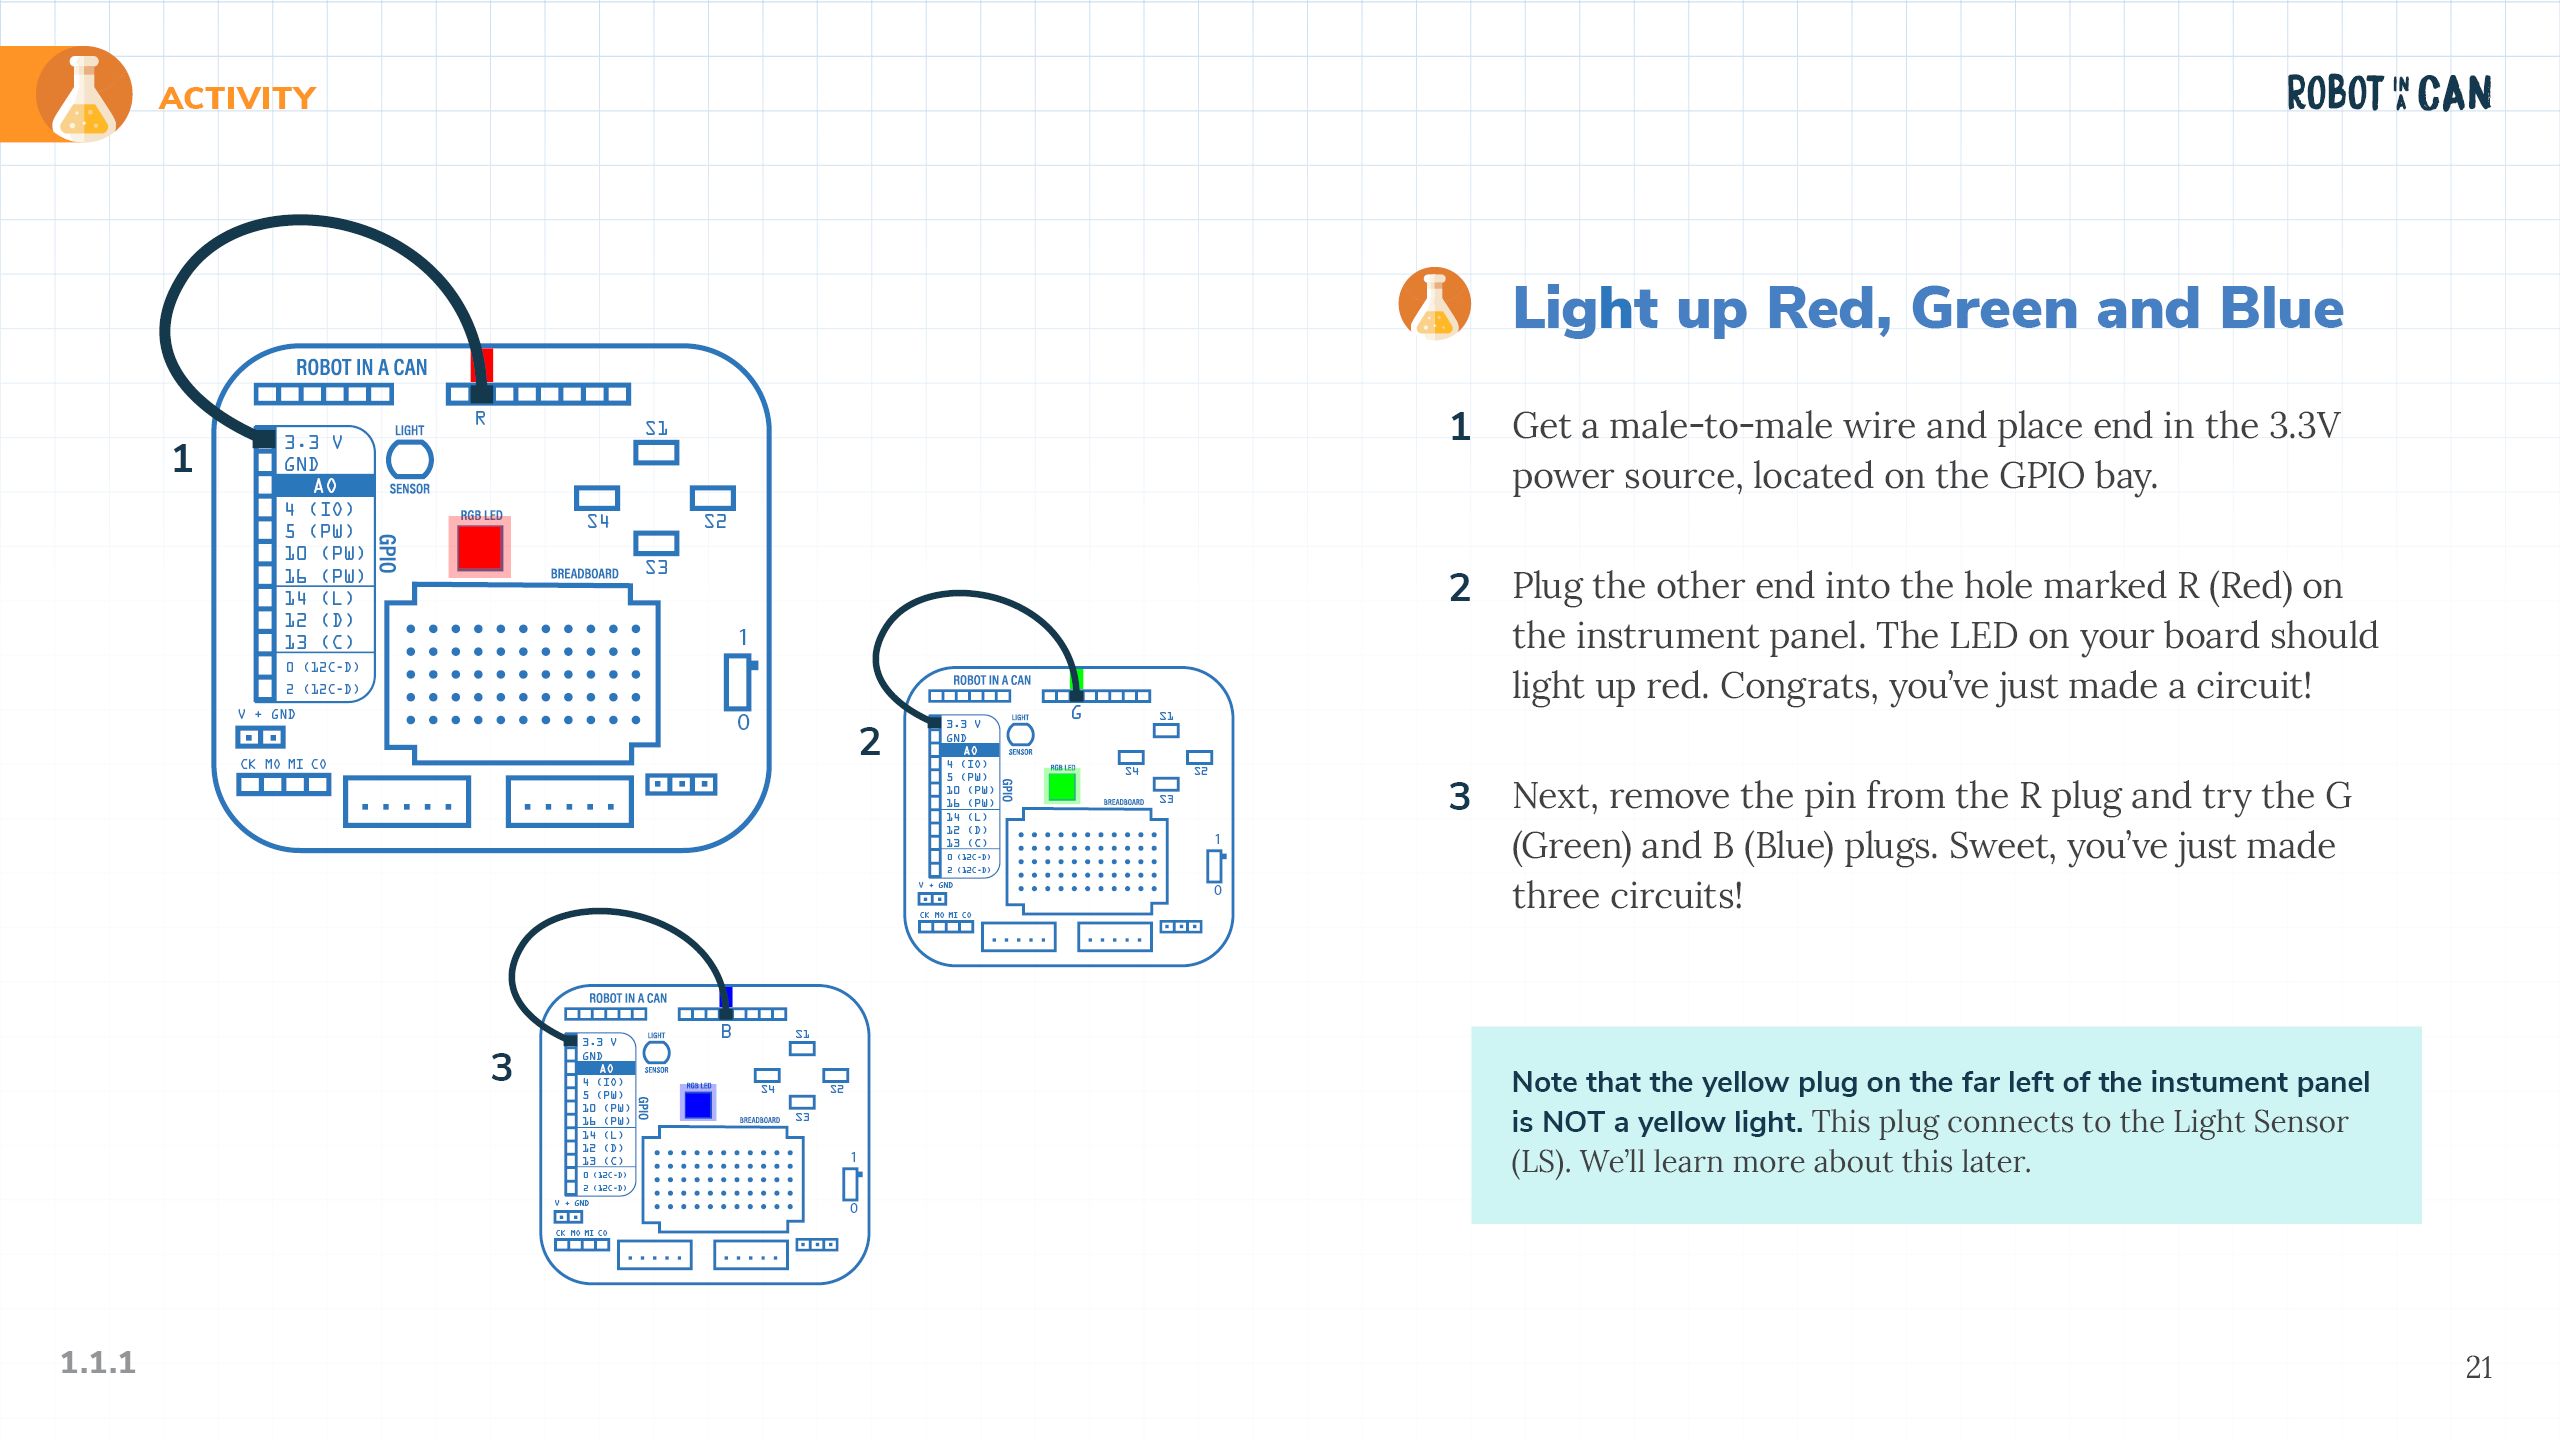 ACTIVITY
ROBOT IN A CAN
Light up Red, Green and Blue
1 Get a male-to-male wire and place end in the 3.3V
power source, located on the GPIO bay.
2 Plug the other end into the hole marked R (Red) on
the instrument panel. The LED on your board should
light up red. Congrats, you’ve just made a circuit!
3 Next, remove the pin from the R plug and try the G
(Green) and B (Blue) plugs. Sweet, you’ve just made
three circuits!
Note that the yellow plug on the far left of the instument panel
is NOT a yellow light. This plug connects to the Light Sensor
(LS). We’ll learn more about this later.
1
ROBOT IN A CAN
R
3.3 V
GND
A0
4 (IO)
5 (PW)
10 (PW)
16 (PW)
14 (L)
12 (D)
13 (C)
0 (I2C-D)
2 (I2C-D)
GPIO
LIGHT
SENSOR
RGB LED
S1
S4
S2
S3
BREADBOARD
1
0
V + GND
CK MO MI CO
2
ROBOT IN A CAN
G
3.3 V
GND
A0
4 (IO)
5 (PW)
10 (PW)
16 (PW)
14 (L)
12 (D)
13 (C)
0 (I2C-D)
2 (I2C-D)
GPIO
LIGHT
SENSOR
RGB LED
S1
S4
S2
S3
BREADBOARD
1
0
V + GND
CK MO MI CO
3
ROBOT IN A CAN
B
3.3 V
GND
A0
4 (IO)
5 (PW)
10 (PW)
16 (PW)
14 (L)
12 (D)
13 (C)
0 (I2C-D)
2 (I2C-D)
GPIO
LIGHT
SENSOR
RGB LED
S1
S4
S2
S3
BREADBOARD
1
0
V + GND
CK MO MI CO
1.1.1
21